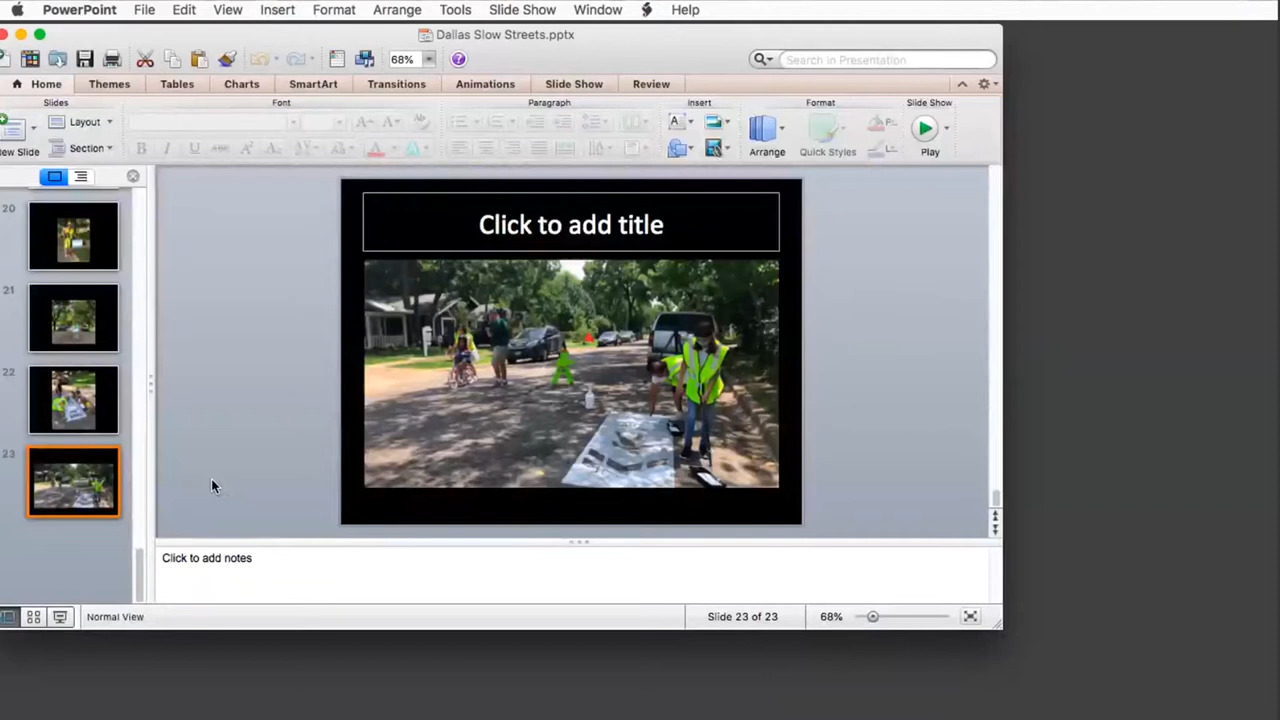 PowerPoint File Edit View Insert Format Arrange Tools Slide Show Window Help
Dallas Slow Streets.pptx
68% Search in Presentation
Home Themes Tables Charts SmartArt Transitions Animations Slide Show Review
Slides Font Paragraph Insert Format Slide Show
Layout
Section Arrange Quick Styles Play
20
21
22
23
Click to add title
Click to add notes
Normal View Slide 23 of 23 68%